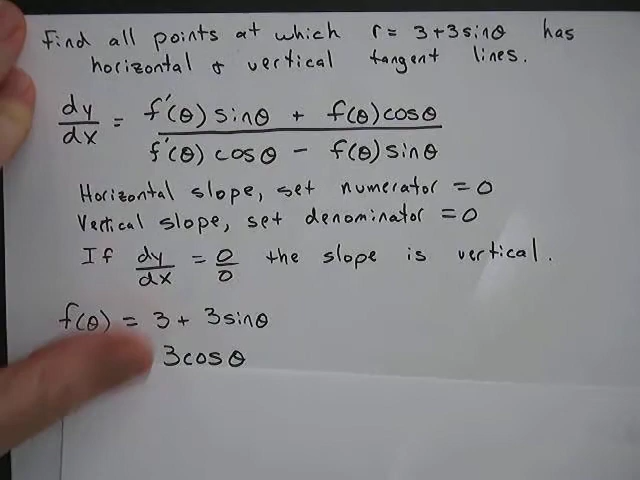 Find all points at which r = 3+3sinθ has
horizontal & vertical tangent lines.
dy/dx = f'(θ) sinθ + f(θ)cosθ / f'(θ) cosθ − f(θ) sinθ
Horizontal slope, set numerator = 0
Vertical slope, set denominator = 0
If dy/dx = 0/0 the slope is vertical.
f(θ) = 3 + 3sinθ
3cosθ